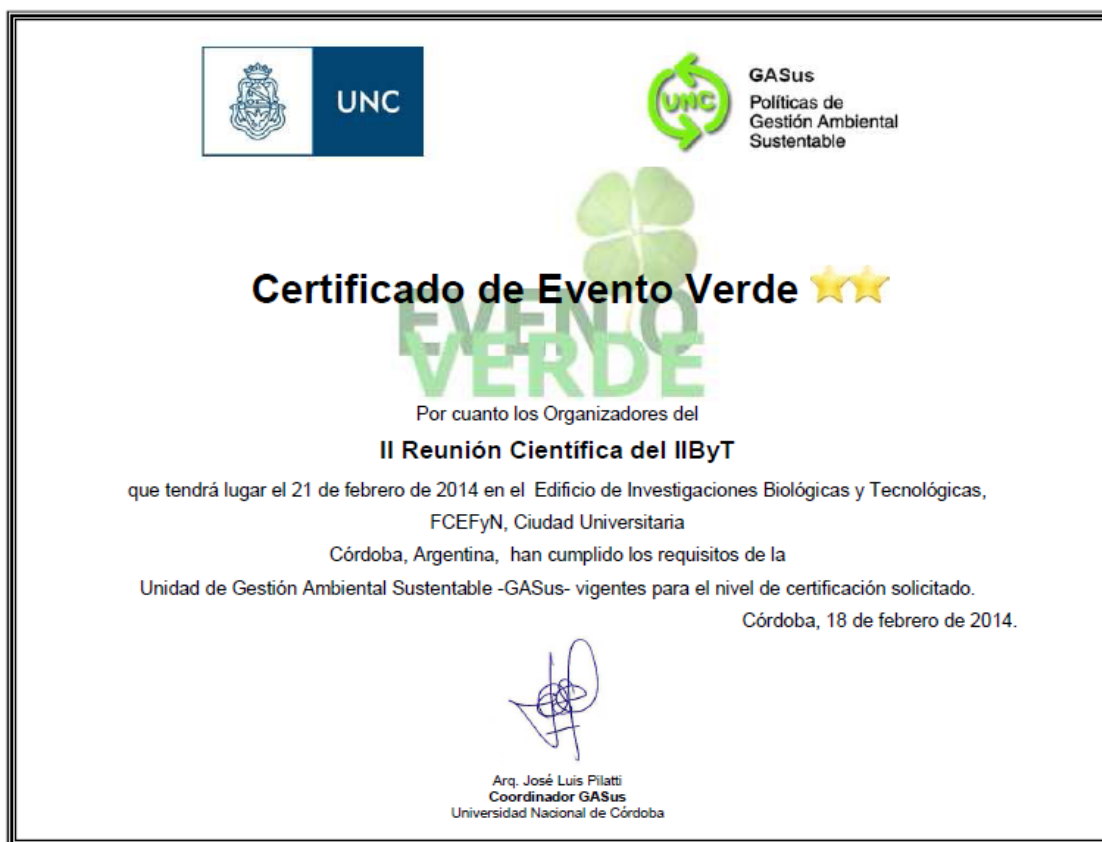 UNC
UNC
GASus
Políticas de
Gestión Ambiental
Sustentable
Certificado de Evento Verde
EVENTO
VERDE
Por cuanto los Organizadores del
II Reunión Científica del IIByT
que tendrá lugar el 21 de febrero de 2014 en el Edificio de Investigaciones Biológicas y Tecnológicas,
FCEFyN, Ciudad Universitaria
Córdoba, Argentina, han cumplido los requisitos de la
Unidad de Gestión Ambiental Sustentable -GASus- vigentes para el nivel de certificación solicitado.
Córdoba, 18 de febrero de 2014.
Arq. José Luis Pilatti
Coordinador GASus
Universidad Nacional de Córdoba